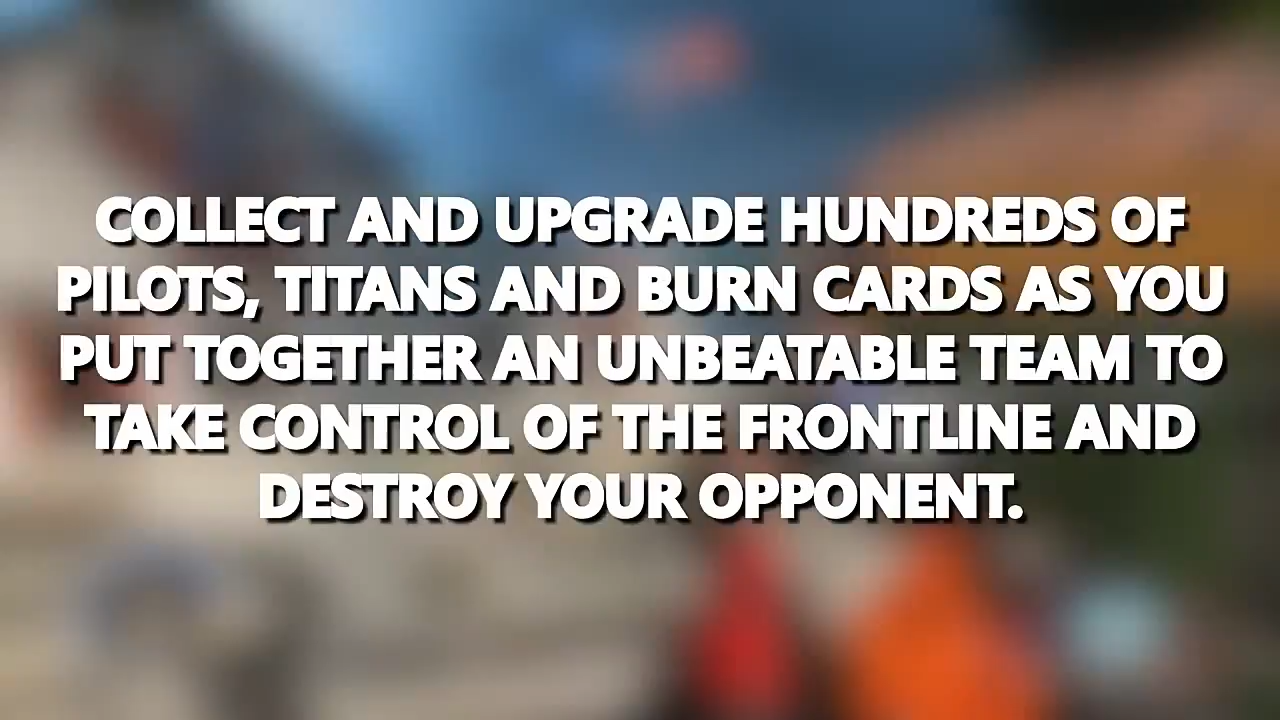 COLLECT AND UPGRADE HUNDREDS OF
PILOTS, TITANS AND BURN CARDS AS YOU
PUT TOGETHER AN UNBEATABLE TEAM TO
TAKE CONTROL OF THE FRONTLINE AND
DESTROY YOUR OPPONENT.